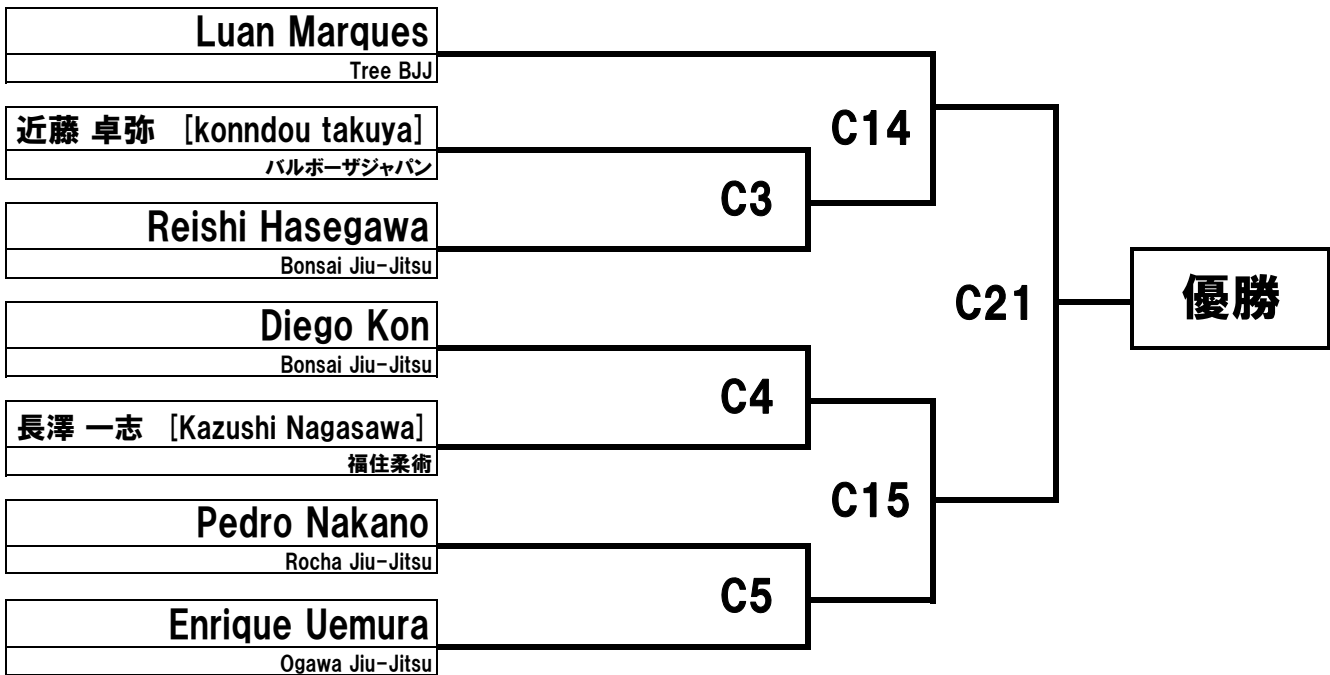 Luan Marques
Tree BJJ
近藤 卓弥 [konndou takuya]
バルボーザジャパン
Reishi Hasegawa
Bonsai Jiu-Jitsu
Diego Kon
Bonsai Jiu-Jitsu
長澤 一志 [Kazushi Nagasawa]
福住柔術
Pedro Nakano
Rocha Jiu-Jitsu
Enrique Uemura
Ogawa Jiu-Jitsu
C3
C4
C5
C14
C15
C21
優勝